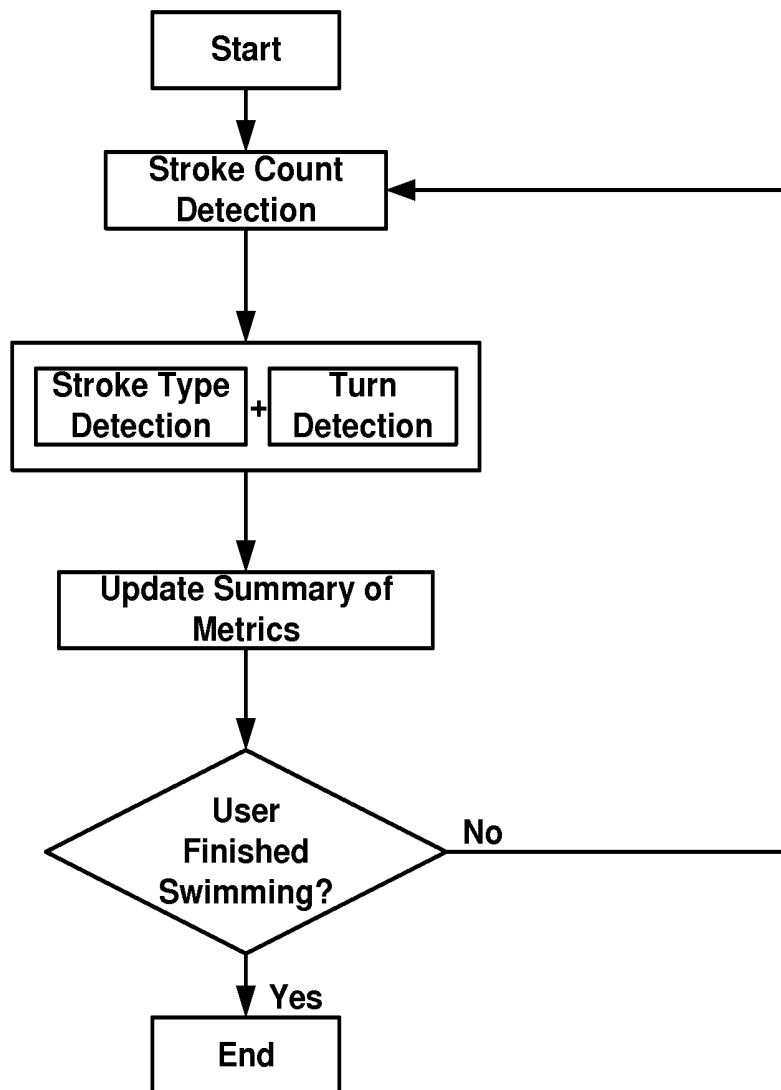 Start
Stroke Count
Detection
Stroke Type
Detection
+
Turn
Detection
Update Summary of
Metrics
User
Finished
Swimming?
No
Yes
End